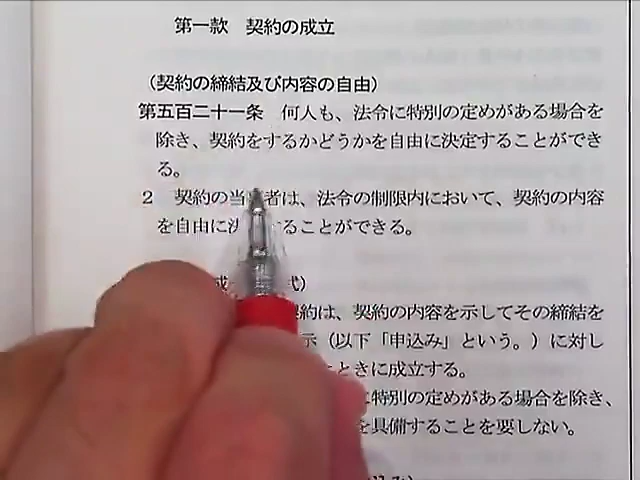 第一款　契約の成立
（契約の締結及び内容の自由）
第五百二十一条　何人も、法令に特別の定めがある場合を
除き、契約をするかどうかを自由に決定することができ
る。
２　契約の当者は、法令の制限内において、契約の内容
を自由に決することができる。
成式）
契約は、契約の内容を示してその締結を
示（以下「申込み」という。）に対し
ときに成立する。
に特別の定めがある場合を除き、
を具備することを要しない。